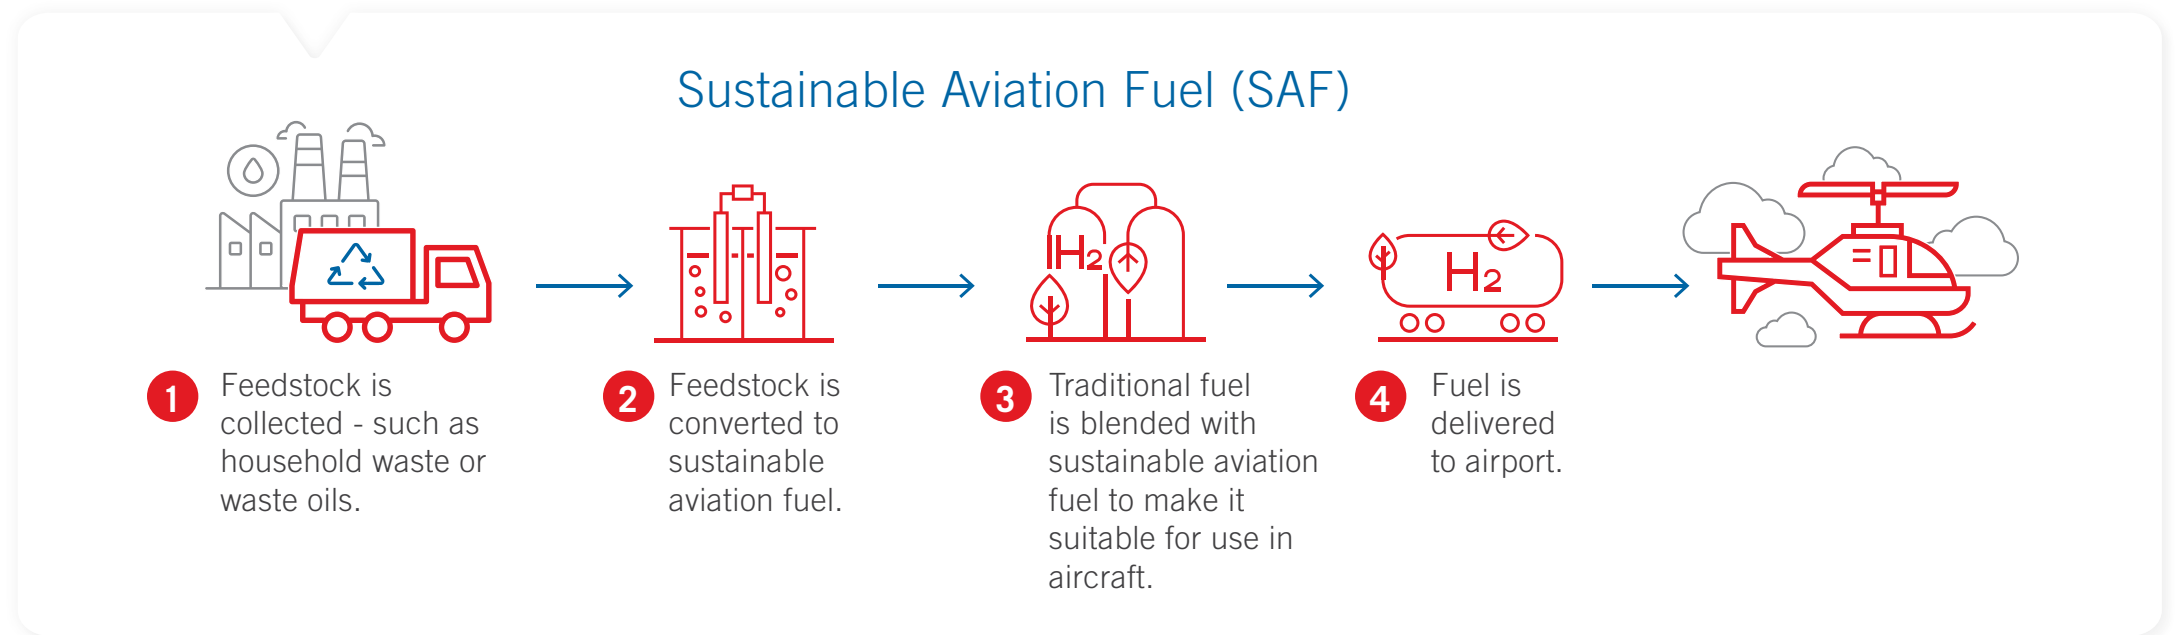 Sustainable Aviation Fuel (SAF)
H2
H2
1
Feedstock is
collected - such as
household waste or
waste oils.
2
Feedstock is
converted to
sustainable
aviation fuel.
3
Traditional fuel
is blended with
sustainable aviation
fuel to make it
suitable for use in
aircraft.
4
Fuel is
delivered
to airport.